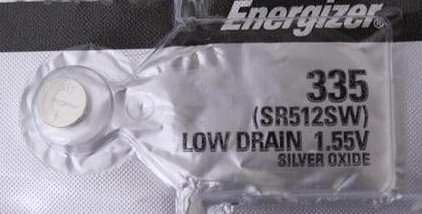 Energizer®
335
(SR512SW)
LOW DRAIN 1.55V
SILVER OXIDE